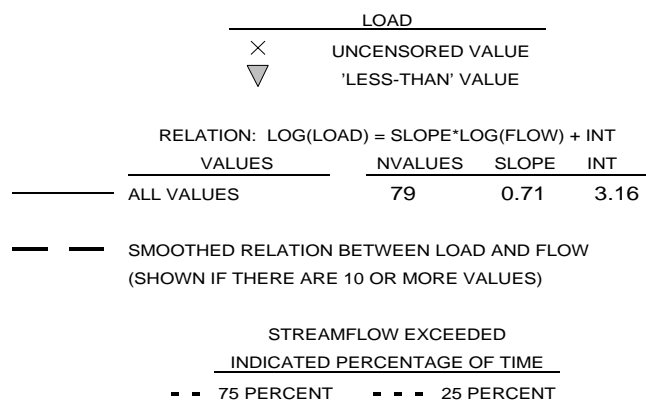 LOAD
UNCENSORED VALUE
'LESS-THAN' VALUE
RELATION: LOG(LOAD) = SLOPE*LOG(FLOW) + INT
VALUES NVALUES SLOPE INT
ALL VALUES 79 0.71 3.16
SMOOTHED RELATION BETWEEN LOAD AND FLOW
(SHOWN IF THERE ARE 10 OR MORE VALUES)
STREAMFLOW EXCEEDED
INDICATED PERCENTAGE OF TIME
75 PERCENT 25 PERCENT